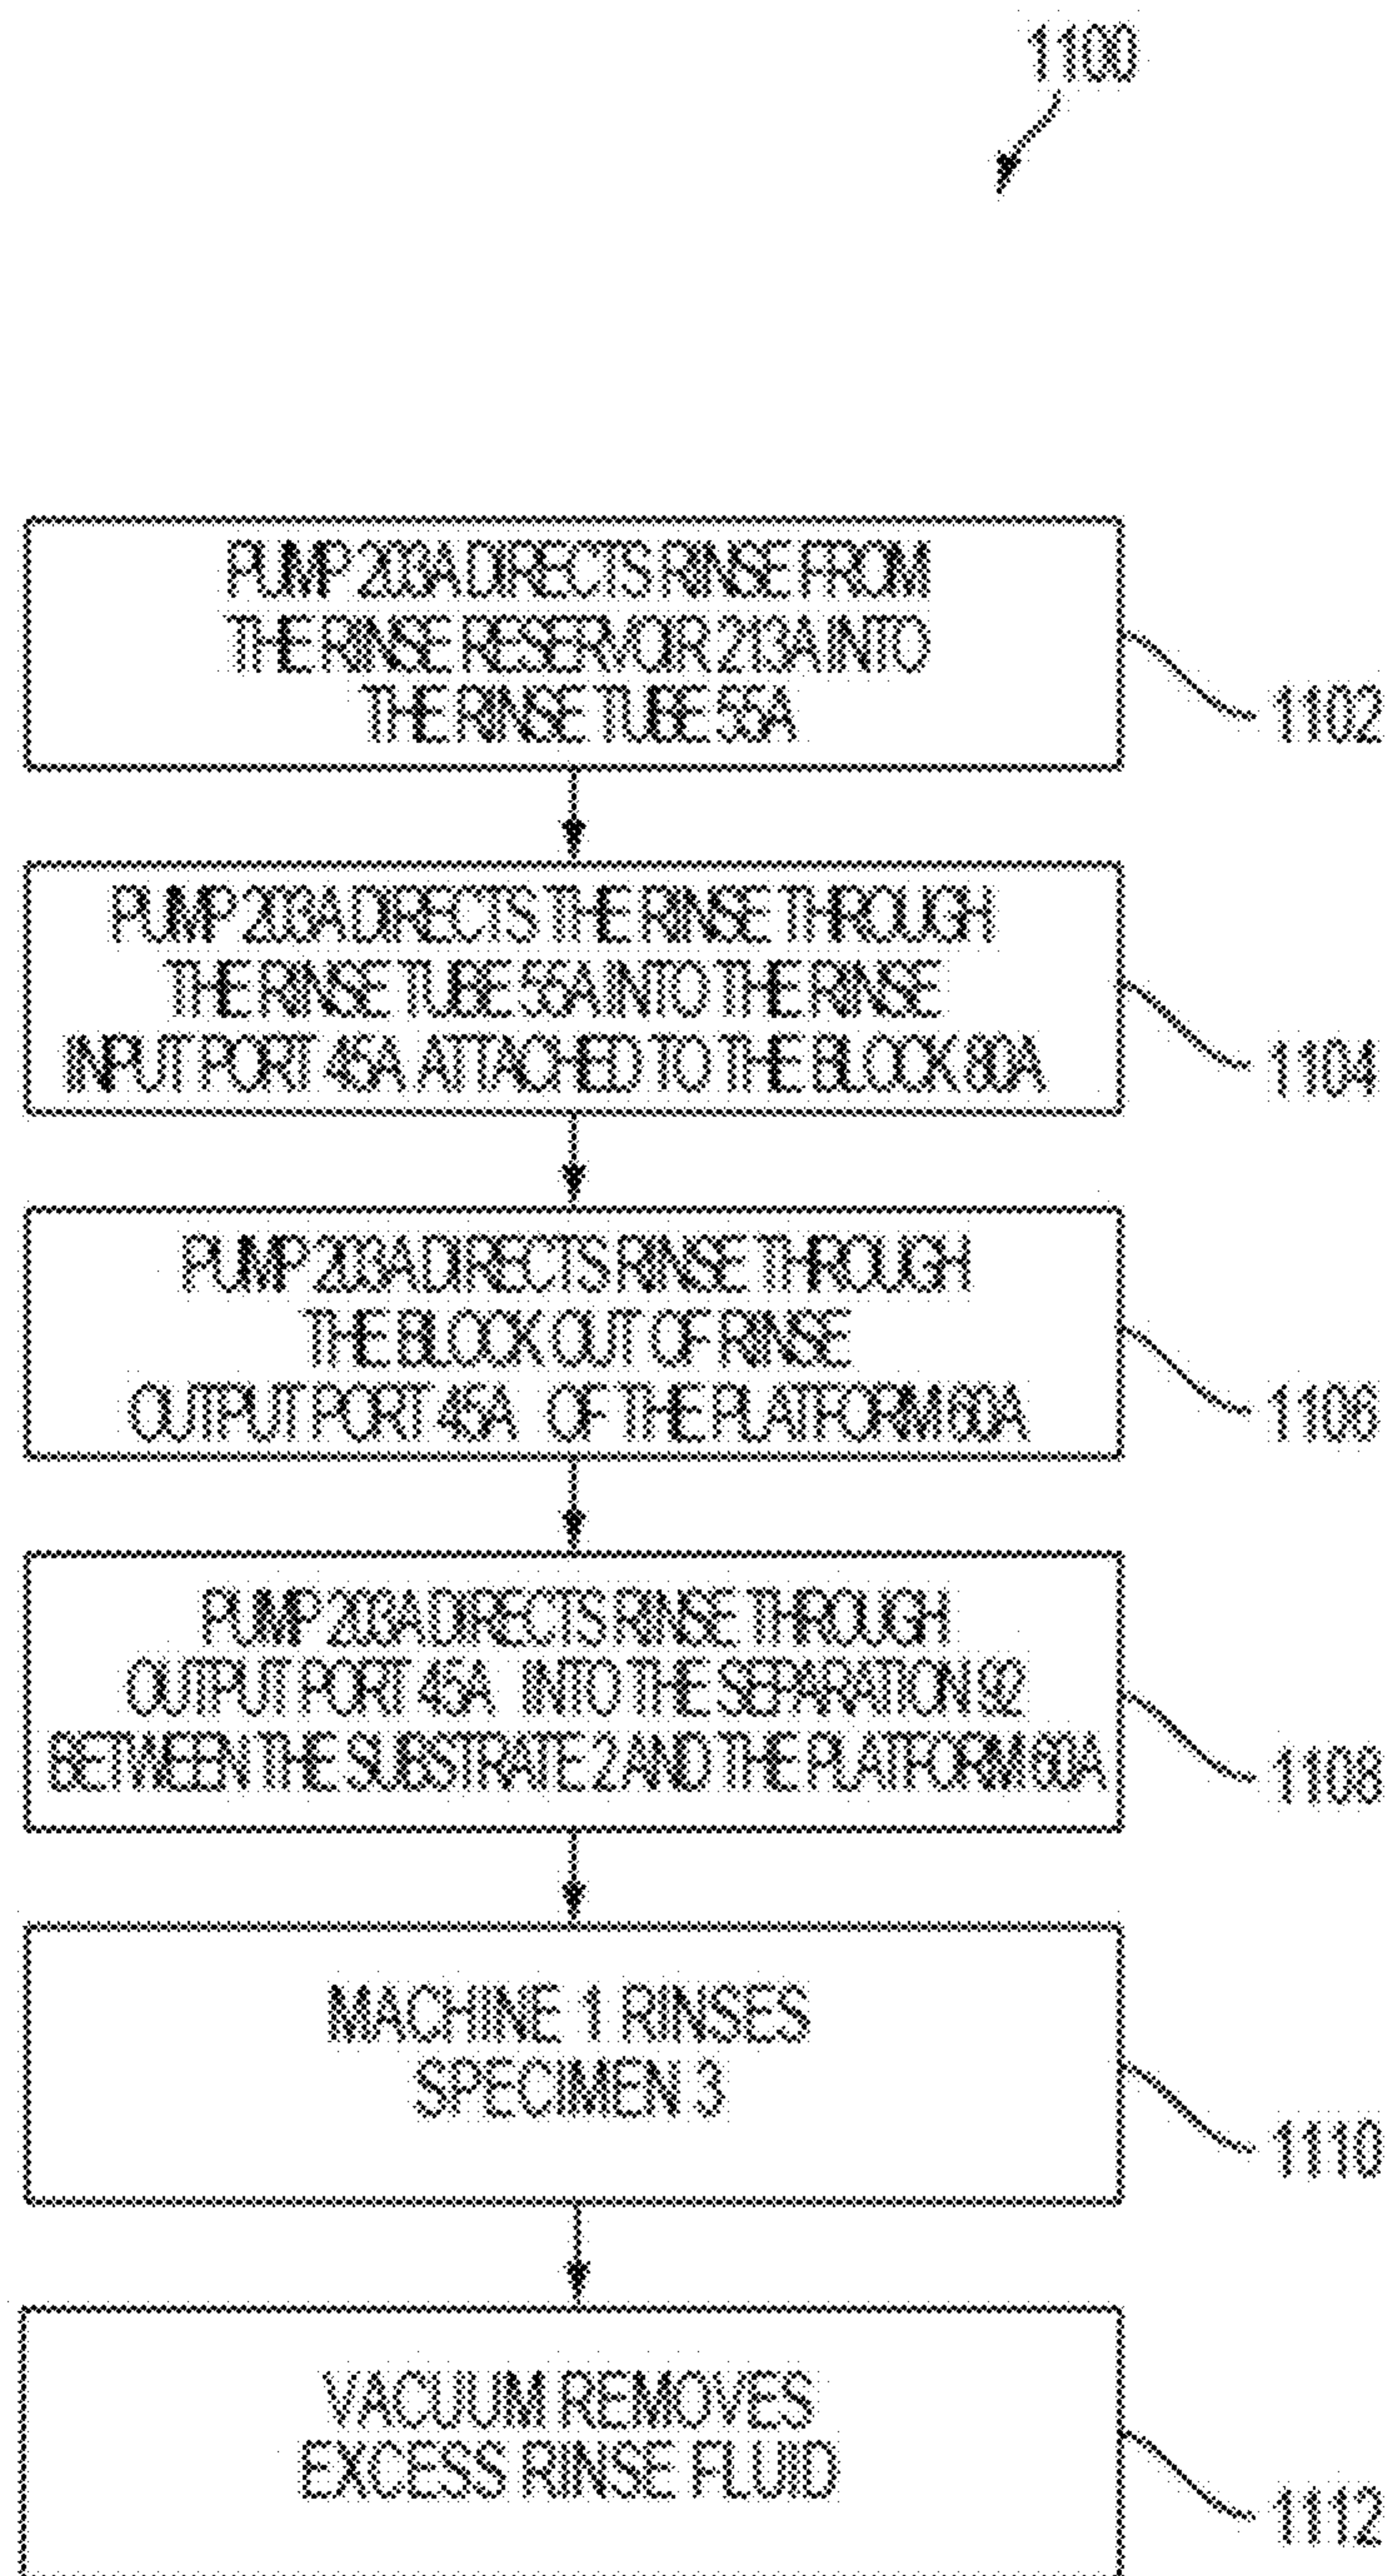 1100
PUMP 203A DIRECTS RINSE FROM
THE RINSE RESERVOIR 213A INTO
THE RINSE TUBE 55A
1102
PUMP 203A DIRECTS THE RINSE THROUGH
THE RINSE TUBE 55A INTO THE RINSE
INPUT PORT 45A ATTACHED TO THE BLOCK 80A
1104
PUMP 203A DIRECTS RINSE THROUGH
THE BLOCK OUT OF RINSE
OUTPUT PORT 45A OF THE PLATFORM 60A
1106
PUMP 203A DIRECTS RINSE THROUGH
OUTPUT PORT 45A INTO THE SEPARATION 92
BETWEEN THE SUBSTRATE 2 AND THE PLATFORM 60A
1108
MACHINE 1 RINSES
SPECIMEN 3
1110
VACUUM REMOVES
EXCESS RINSE FLUID
1112